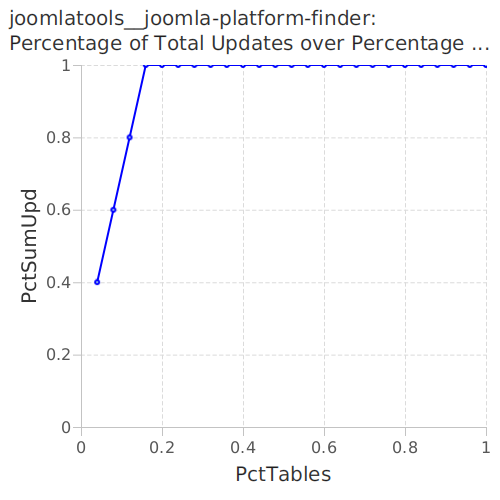 joomlatools__joomla-platform-finder:
Percentage of Total Updates over Percentage ...
1
0.8
0.6
0.4
0.2
0
PctSumUpd
0 0.2 0.4 0.6 0.8 1
PctTables